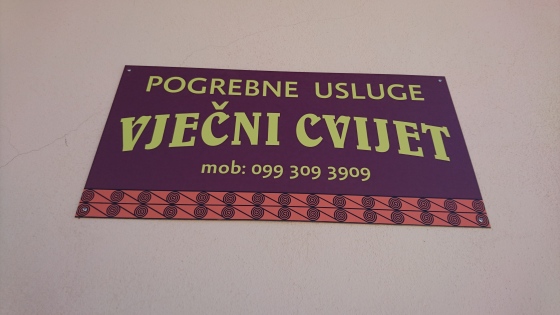 POGREBNE USLUGE
VJEČNI CVIJET
mob: 099 309 3909